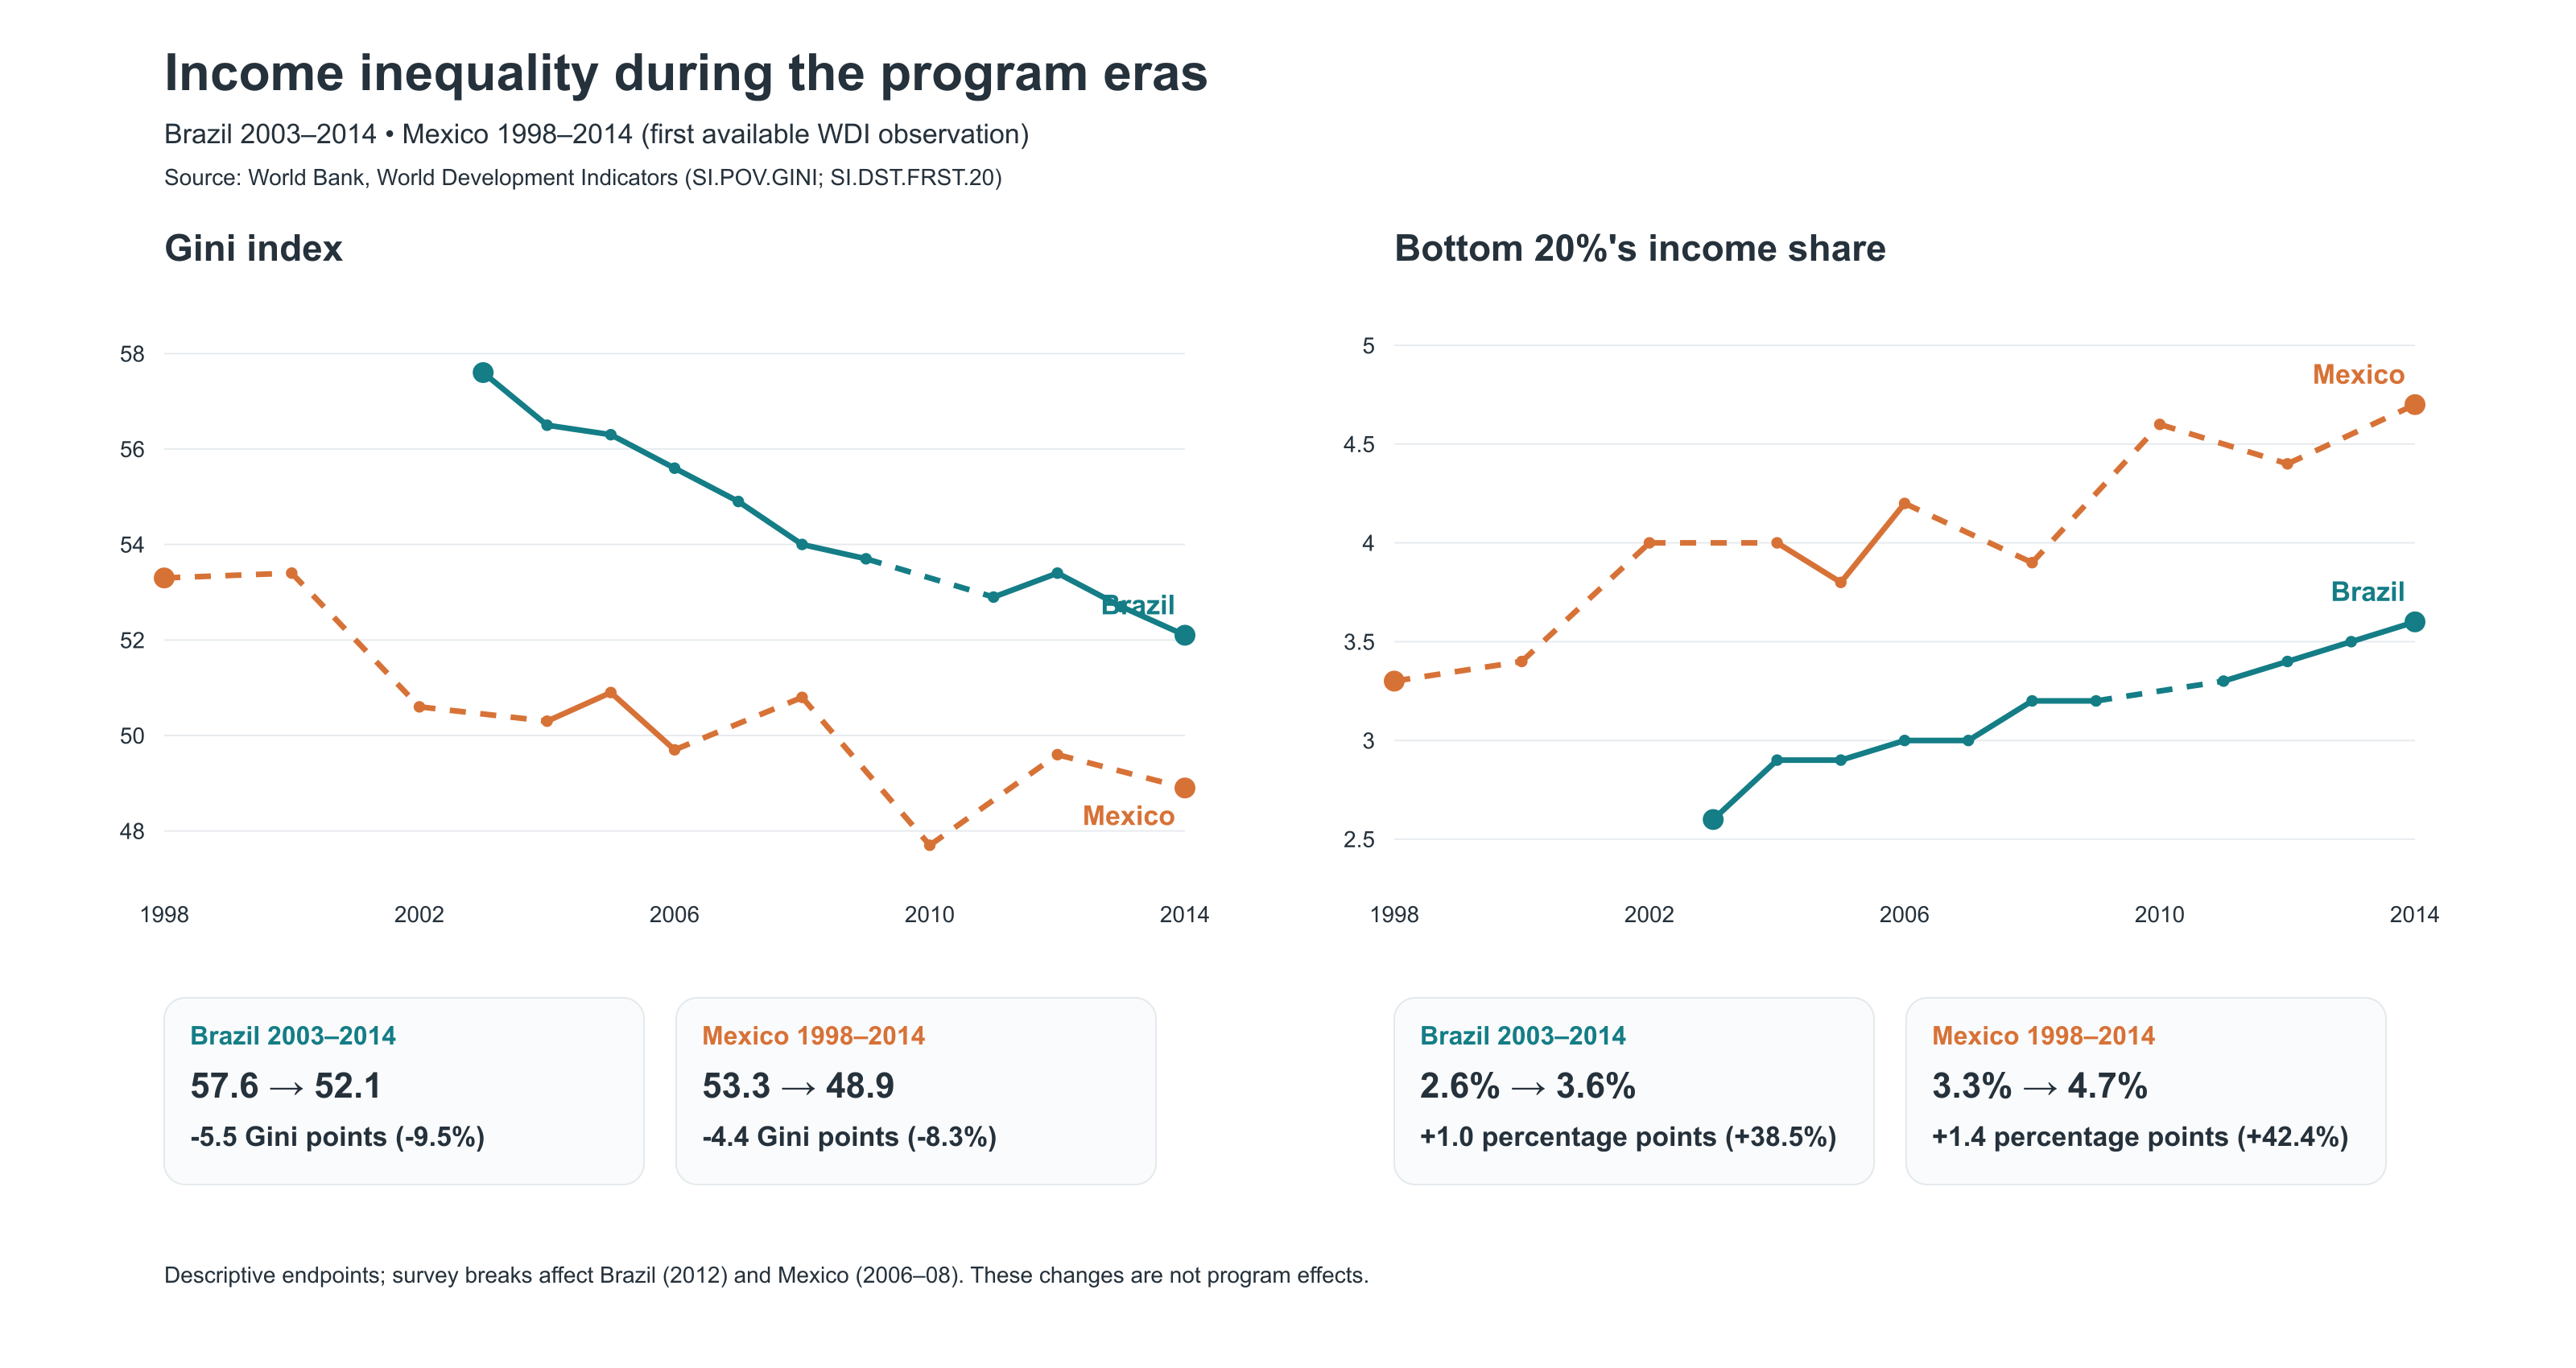 Income inequality during the program eras
Brazil 2003–2014 • Mexico 1998–2014 (first available WDI observation)
Source: World Bank, World Development Indicators (SI.POV.GINI; SI.DST.FRST.20)
Gini index
58
56
54
52
50
48
Brazil
Mexico
1998 2002 2006 2010 2014
Bottom 20%'s income share
5
4.5
4
3.5
3
2.5
Mexico
Brazil
1998 2002 2006 2010 2014
Brazil 2003–2014
57.6 → 52.1
-5.5 Gini points (-9.5%)
Mexico 1998–2014
53.3 → 48.9
-4.4 Gini points (-8.3%)
Brazil 2003–2014
2.6% → 3.6%
+1.0 percentage points (+38.5%)
Mexico 1998–2014
3.3% → 4.7%
+1.4 percentage points (+42.4%)
Descriptive endpoints; survey breaks affect Brazil (2012) and Mexico (2006–08). These changes are not program effects.